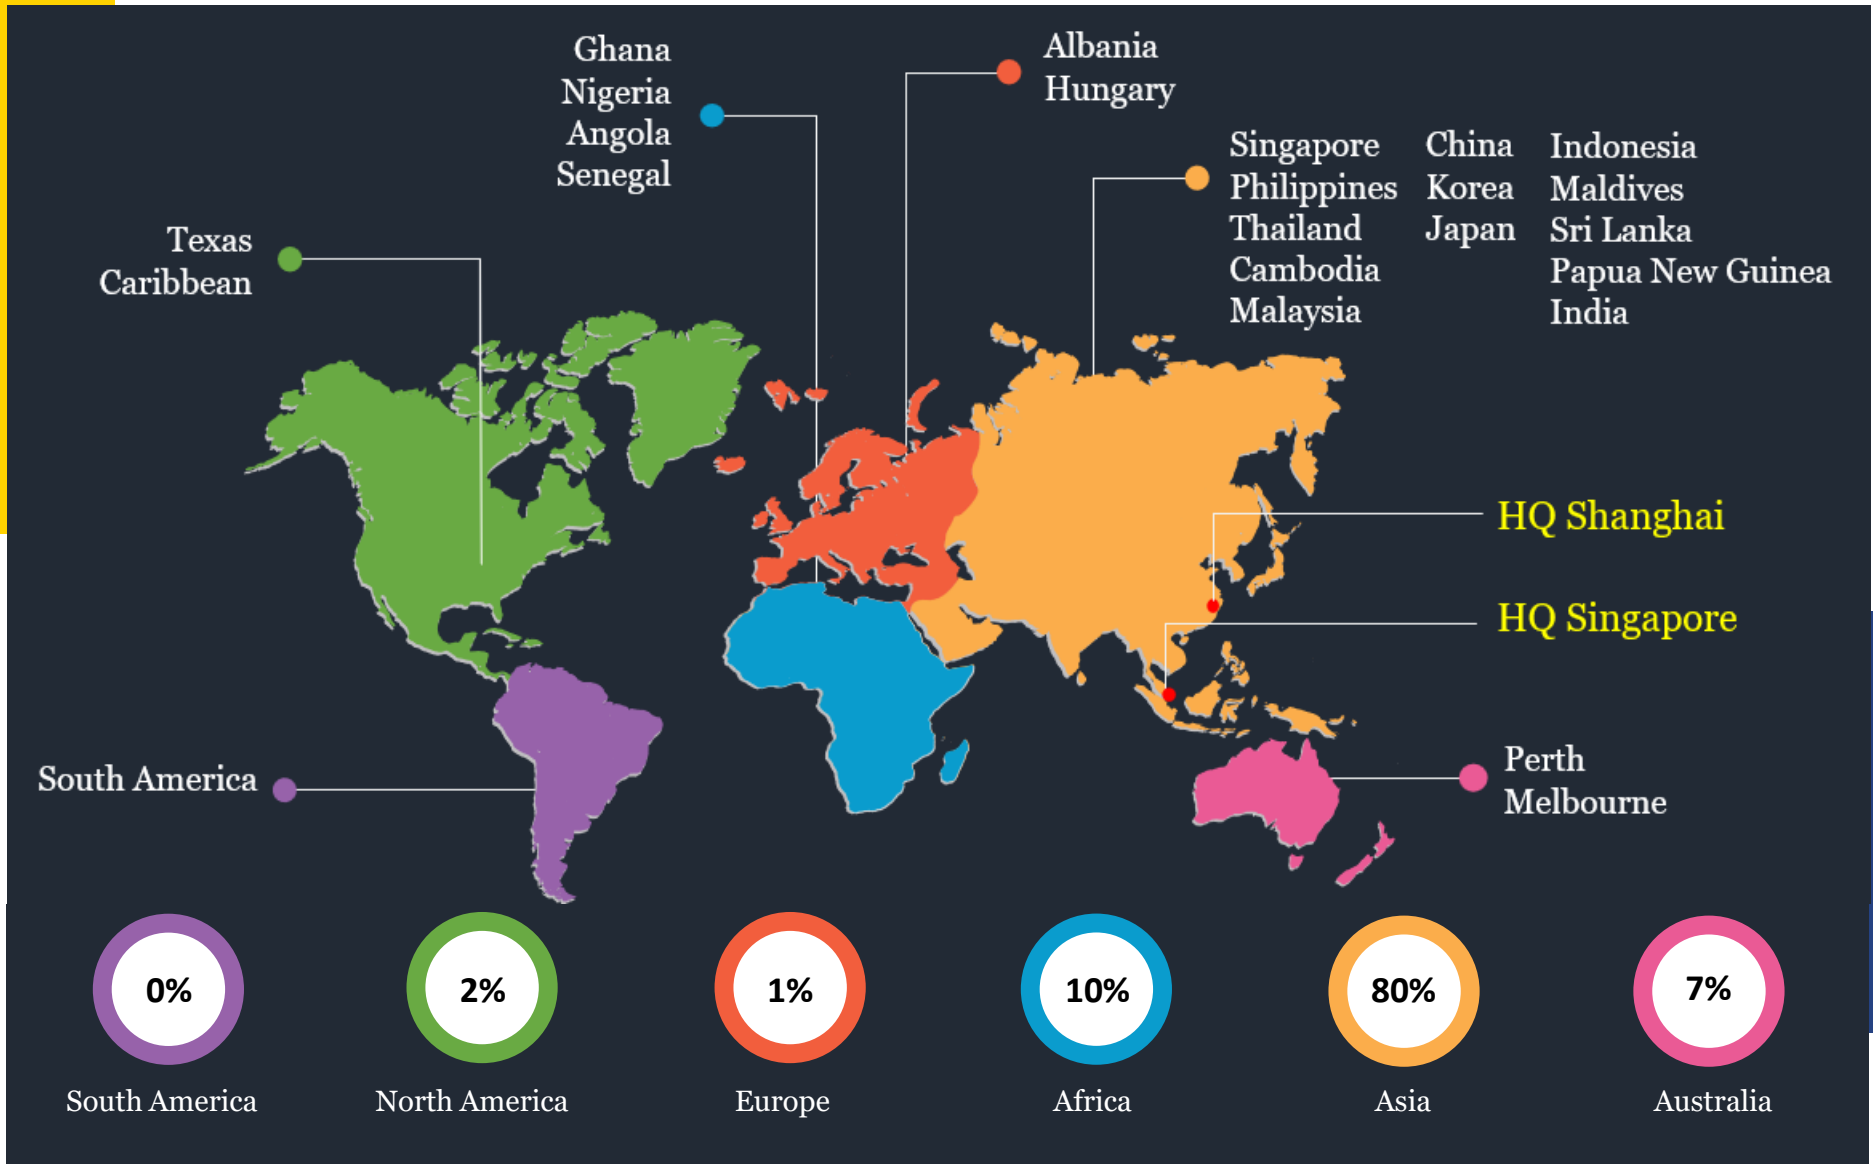 Ghana
Nigeria
Angola
Senegal
Albania
Hungary
Singapore
Philippines
Thailand
Cambodia
Malaysia
China
Korea
Japan
Indonesia
Maldives
Sri Lanka
Papua New Guinea
India
Texas
Caribbean
HQ Shanghai
HQ Singapore
South America
Perth
Melbourne
0%
2%
1%
10%
80%
7%
South America
North America
Europe
Africa
Asia
Australia